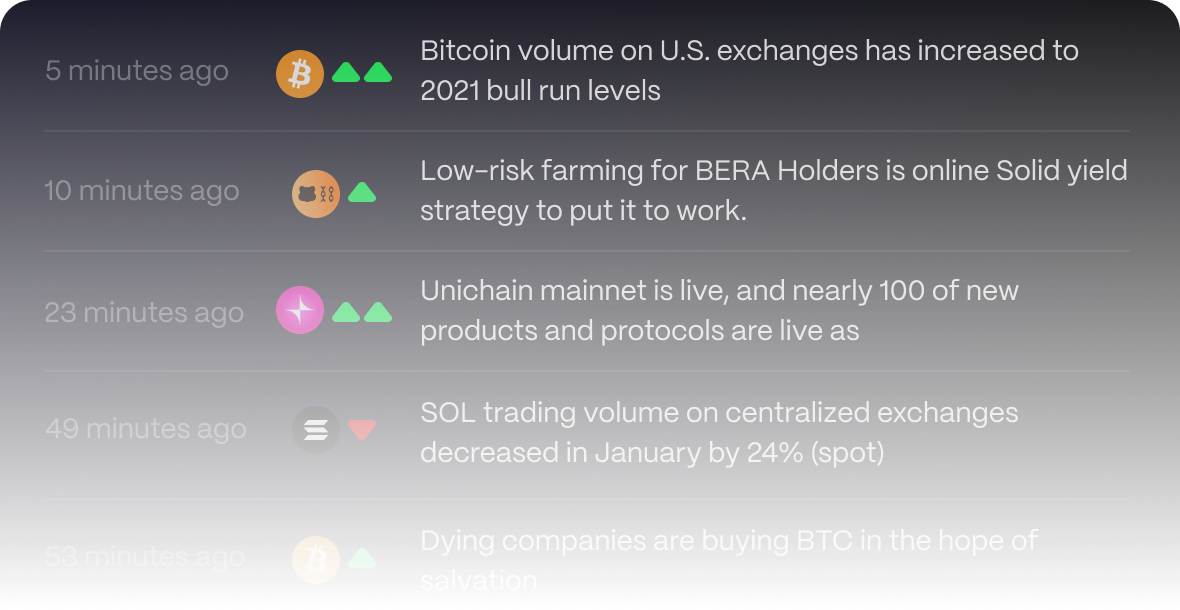 5 minutes ago
Bitcoin volume on U.S. exchanges has increased to
2021 bull run levels
10 minutes ago
Low-risk farming for BERA Holders is online Solid yield
strategy to put it to work.
23 minutes ago
Unichain mainnet is live, and nearly 100 of new
products and protocols are live as
49 minutes ago
SOL trading volume on centralized exchanges
decreased in January by 24% (spot)
53 minutes ago
Dying companies are buying BTC in the hope of
salvation